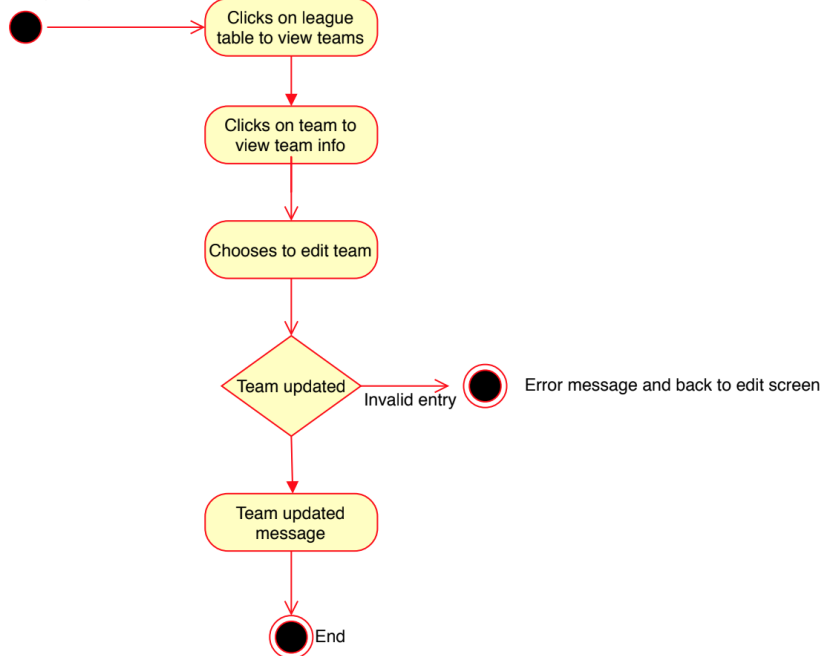 Clicks on league
table to view teams
Clicks on team to
view team info
Chooses to edit team
Team updated
Invalid entry
Error message and back to edit screen
Team updated
message
End